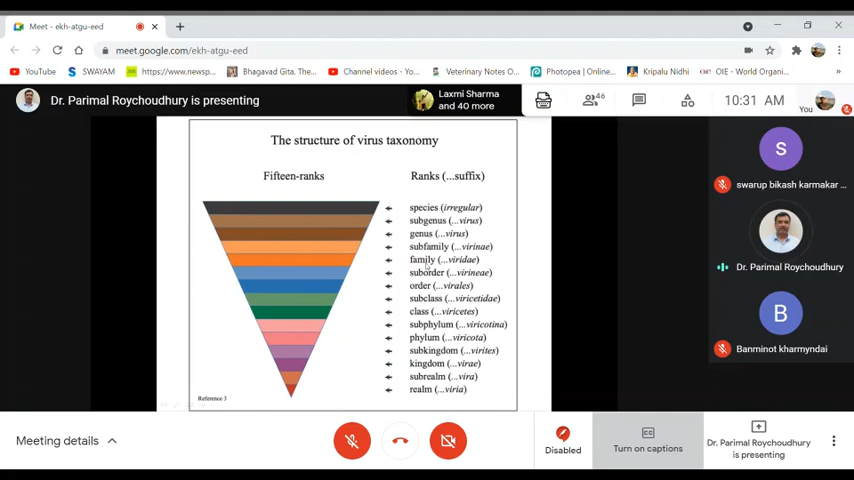 Meet - ekh-atgu-eed
meet.google.com/ekh-atgu-eed
YouTube
SWAYAM
https://www.newsp...
Bhagavad Gita, The...
Channel videos - Yo...
Veterinary Notes O...
Photopea | Online...
Kripalu Nidhi
OIE - World Organi...
Dr. Parimal Roychoudhury is presenting
Laxmi Sharma
and 40 more
46
10:31 AM
You
The structure of virus taxonomy
Fifteen-ranks
Ranks (...suffix)
species (irregular)
subgenus (...virus)
genus (...virus)
subfamily (...virinae)
family (...viridae)
suborder (...virineae)
order (...virales)
subclass (...viricetidae)
class (...viricetes)
subphylum (...viricotina)
phylum (...viricota)
subkingdom (...virites)
kingdom (...virae)
subrealm (...vira)
realm (...viria)
Reference 3
S
swarup bikash karmakar ...
Dr. Parimal Roychoudhury
B
Banminot kharmyndai
Meeting details
Disabled
CC
Turn on captions
Dr. Parimal Roychoudhury
is presenting